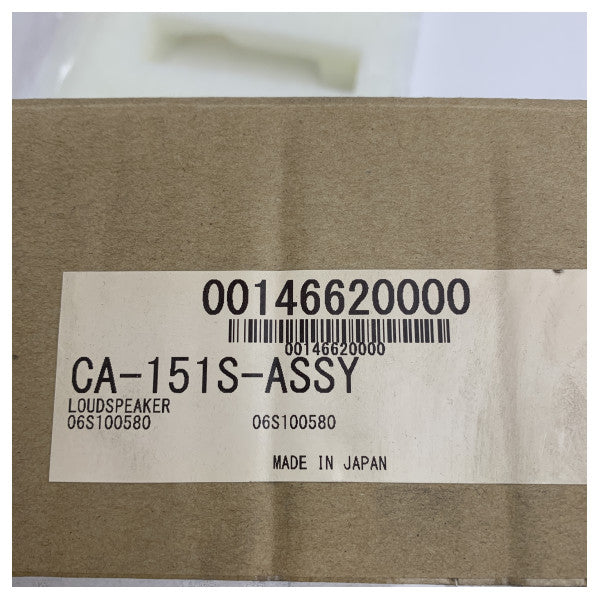 00146620000
00146620000
CA-151S-ASSY
LOUDSPEAKER
06S100580 06S100580
MADE IN JAPAN